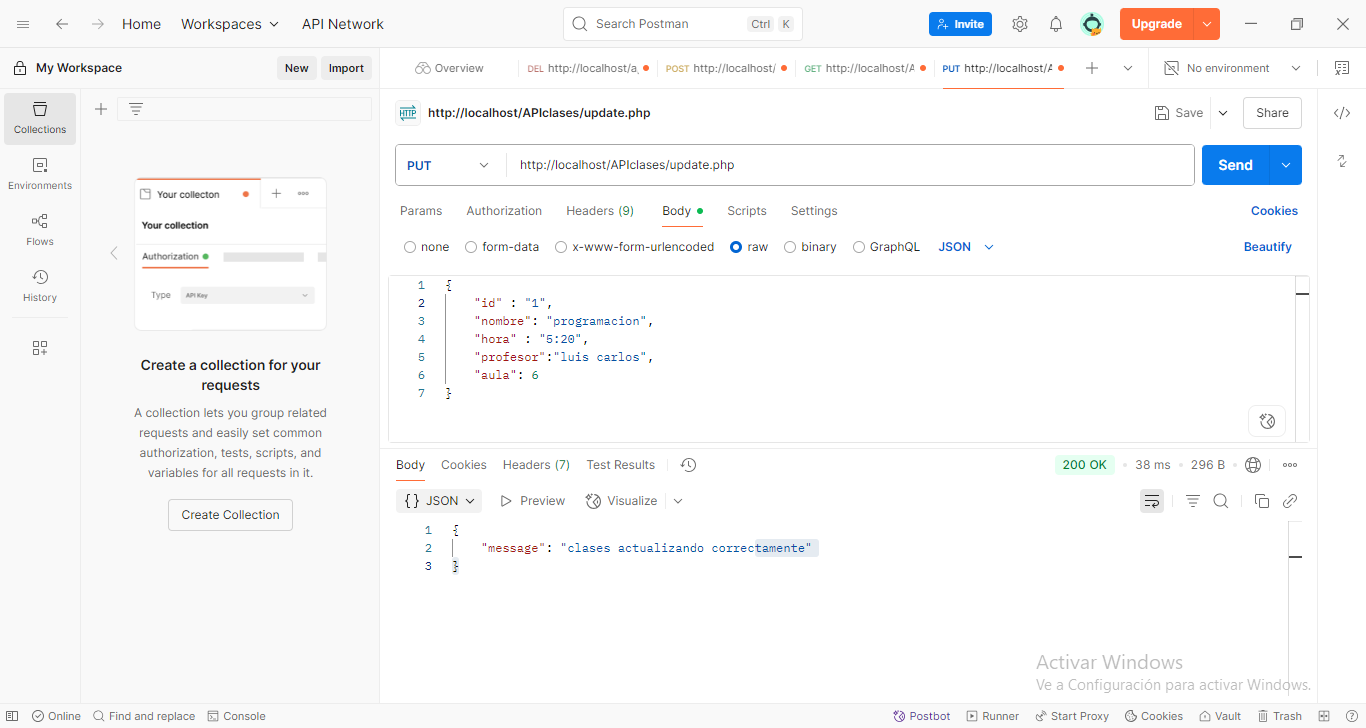 Home Workspaces API Network Search Postman Ctrl K Invite Upgrade
My Workspace New Import Overview DEL http://localhost/a POST http://localhost/ GET http://localhost/A PUT http://localhost/A No environment
Collections
Environments
Flows
History
Your collecton
Your collection
Authorization
Type API Key
Create a collection for your
requests
A collection lets you group related
requests and easily set common
authorization, tests, scripts, and
variables for all requests in it.
Create Collection
HTTP http://localhost/APIclases/update.php Save Share
PUT http://localhost/APIclases/update.php Send
Params Authorization Headers (9) Body Scripts Settings Cookies
none form-data x-www-form-urlencoded raw binary GraphQL JSON Beautify
1 {
2 "id" : "1",
3 "nombre": "programacion",
4 "hora" : "5:20",
5 "profesor":"luis carlos",
6 "aula": 6
7 }
Body Cookies Headers (7) Test Results 200 OK 38 ms 296 B
{} JSON Preview Visualize
1 {
2 "message": "clases actualizando correctamente"
3 }
Activar Windows
Ve a Configuración para activar Windows.
Online Find and replace Console Postbot Runner Start Proxy Cookies Vault Trash